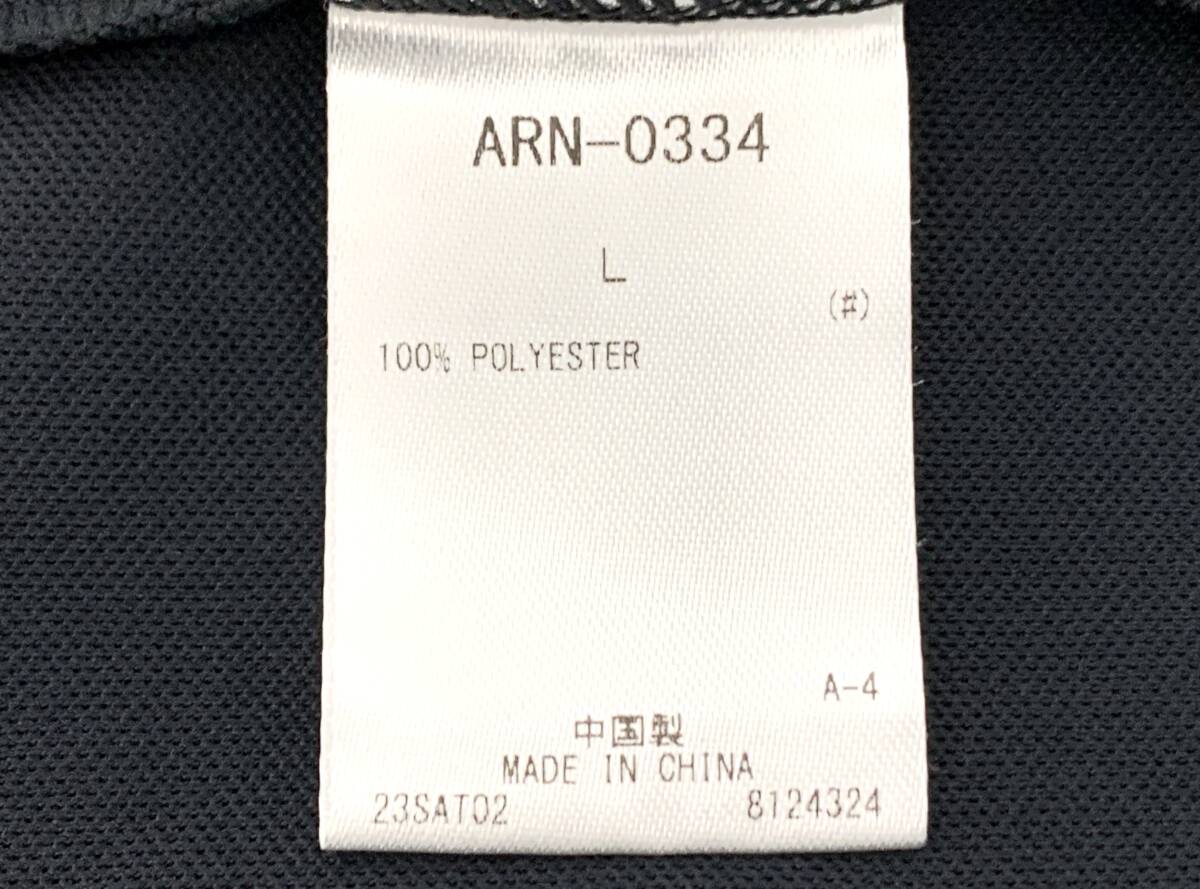 ARN-0334
L
(#)
100% POLYESTER
A-4
中国製
MADE IN CHINA
23SAT02 8124324